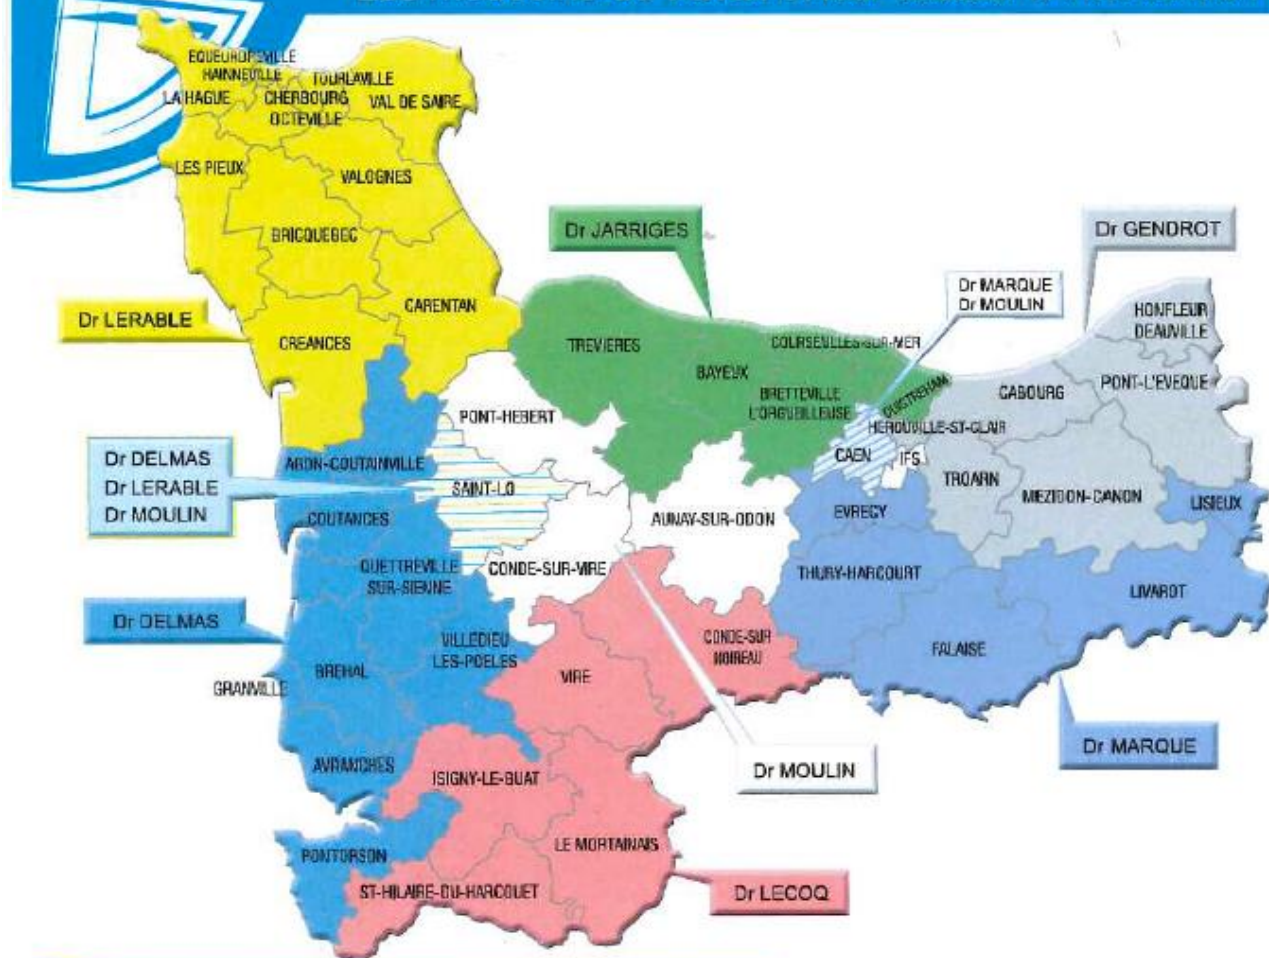 EQUEURDREVILLE
HAINNEVILLE
TOURLAVILLE
LA HAGUE
CHERBOURG
OCTEVILLE
VAL DE SAIRE
LES PIEUX
VALOGNES
BRICQUEBEC
Dr JARRIGES
Dr GENDROT
Dr MARQUE
Dr MOULIN
CARENTAN
Dr LERABLE
CREANCES
HONFLEUR
DEAUVILLE
TREVIERES
COURSEULLES-SUR-MER
BAYEUX
PONT-L'EVEQUE
BRETTEVILLE
L'ORGUEILLEUSE
OUISTREHAM
CABOURG
PONT-HEBERT
HEROUVILLE-ST-CLAIR
Dr DELMAS
Dr LERABLE
Dr MOULIN
AGON-COUTAINVILLE
CAEN
IFS
SAINT-LO
TROARN
MEZIDON-CANON
LISIEUX
COUTANCES
AUNAY-SUR-ODON
EVRECY
QUETTREVILLE
SUR-SIENNE
CONDE-SUR-VIRE
THURY-HARCOURT
LIVAROT
Dr DELMAS
VILLEDIEU
LES-POELES
CONDE-SUR
NOIREAU
FALAISE
BREHAL
VIRE
GRANVILLE
Dr MARQUE
AVRANCHES
ISIGNY-LE-BUAT
Dr MOULIN
LE MORTAINAIS
PONTORSON
ST-HILAIRE-DU-HARCOUET
Dr LECOQ